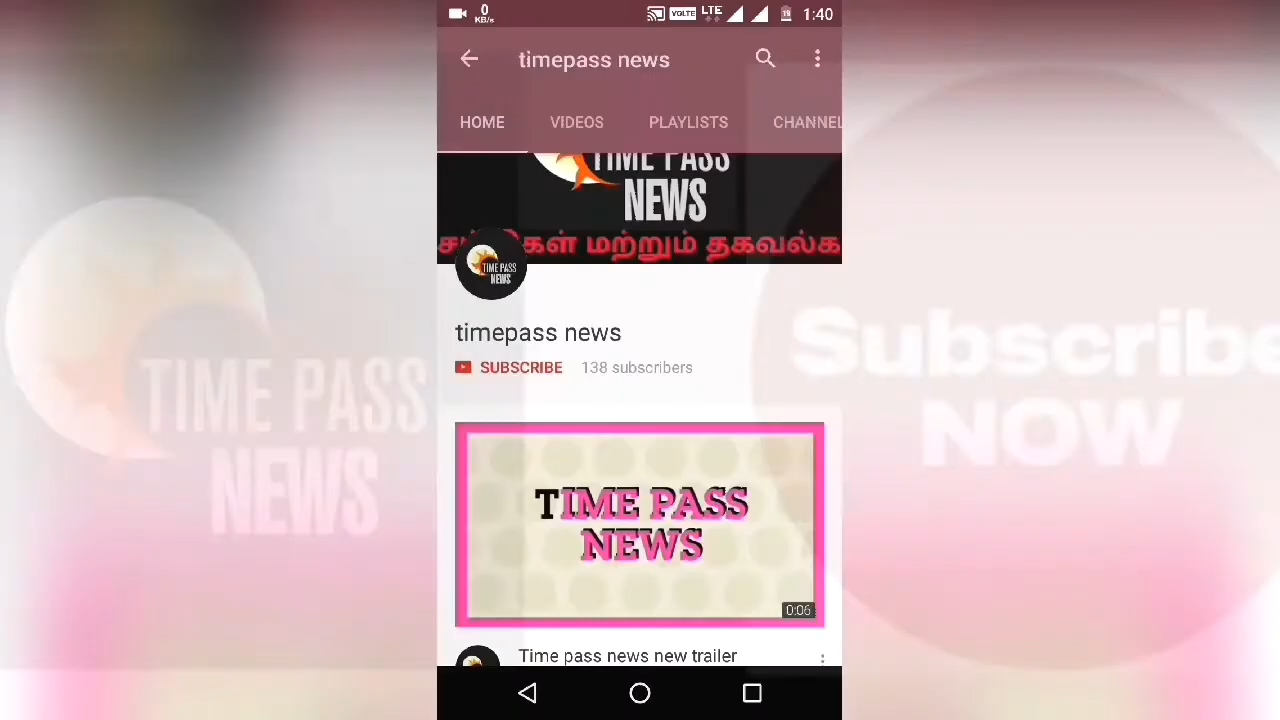 0
KB/s
VOLTE
LTE
19
1:40
timepass news
HOME
VIDEOS
PLAYLISTS
CHANNEL
TIME PASS
NEWS
மற்றும் தகவல்க
TIME PASS
NEWS
timepass news
SUBSCRIBE 138 subscribers
TIME PASS
NEWS
0:06
Time pass news new trailer
TIME PASS
NEWS
Subscribe
NOW